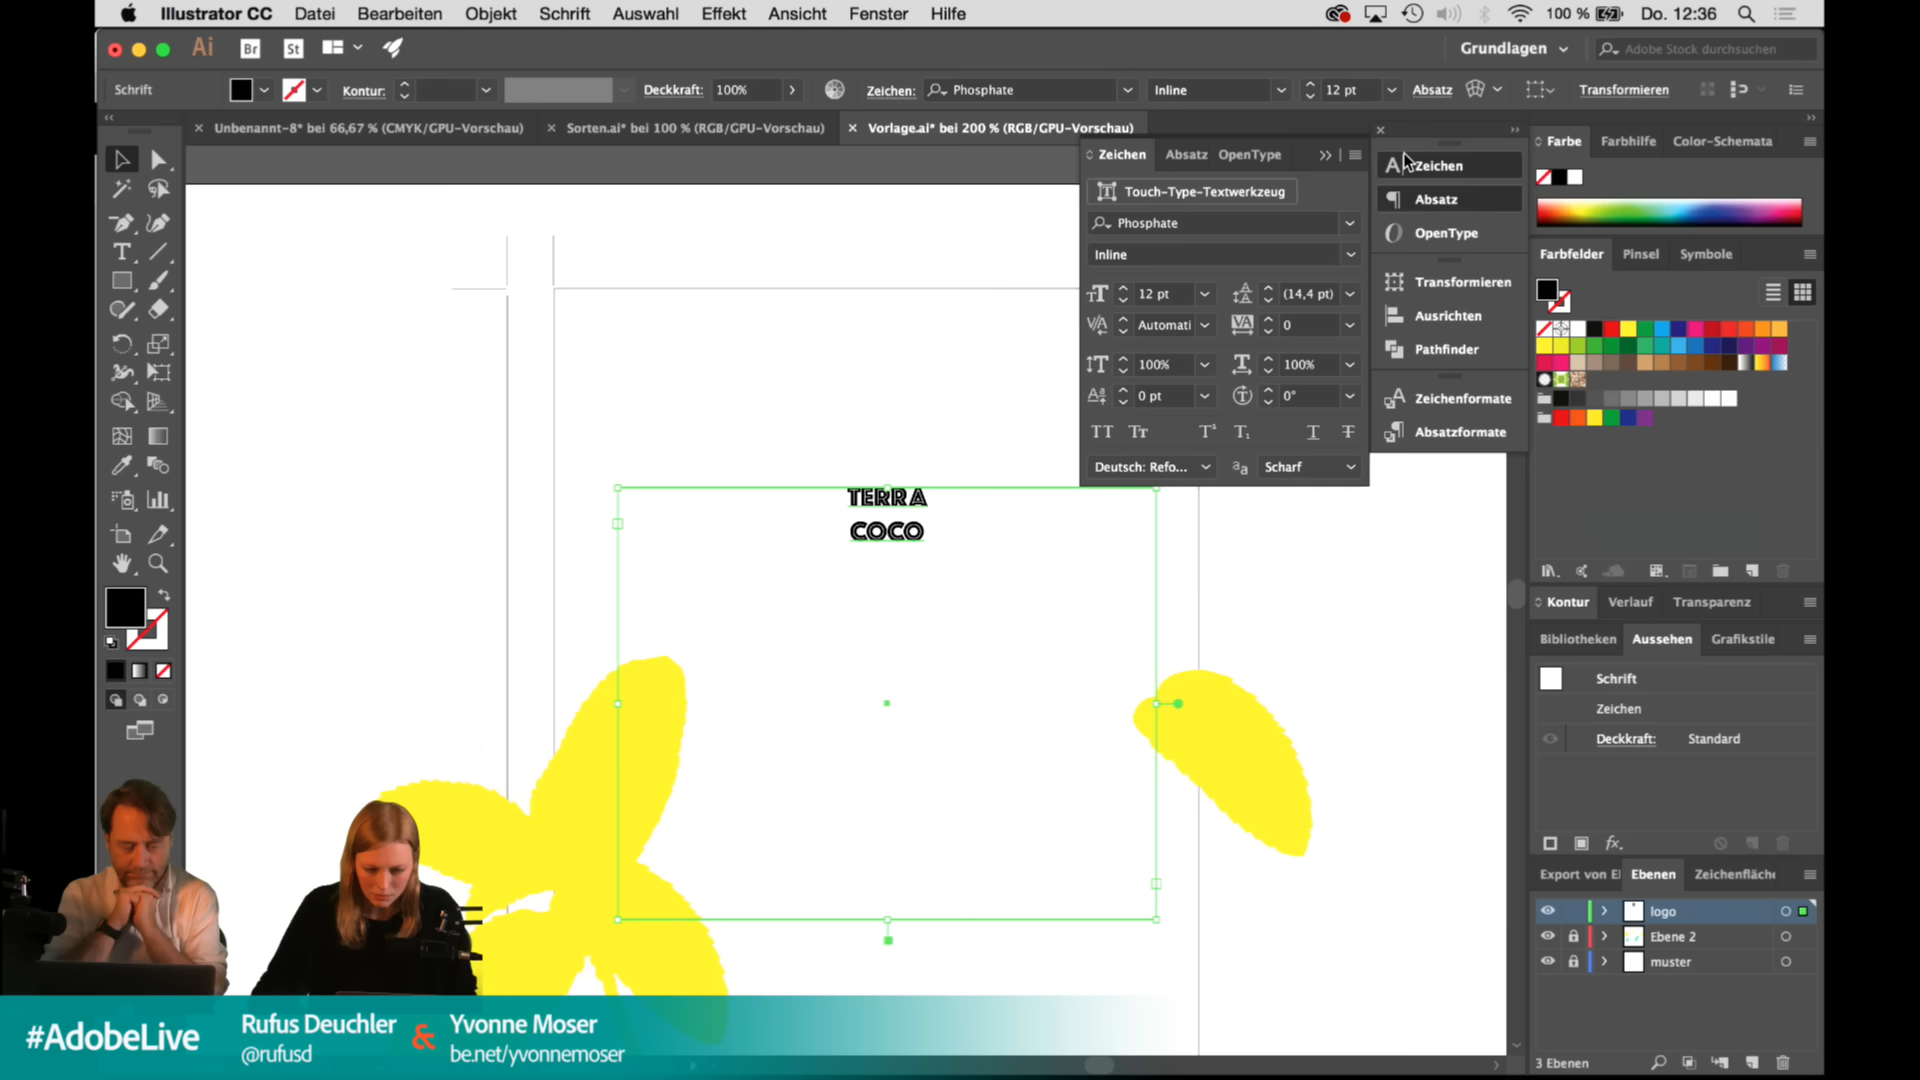 Illustrator CC Datei Bearbeiten Objekt Schrift Auswahl Effekt Ansicht Fenster Hilfe 100 % Do. 12:36
Ai Br St Grundlagen Adobe Stock durchsuchen
Schrift Kontur: Deckkraft: 100% Zeichen: Phosphate Inline 12 pt Absatz Transformieren
Unbenannt-8* bei 66,67 % (CMYK/GPU-Vorschau) Sorten.ai* bei 100 % (RGB/GPU-Vorschau) Vorlage.ai* bei 200 % (RGB/GPU-Vorschau)
Zeichen Absatz OpenType
Touch-Type-Textwerkzeug
Phosphate
Inline
12 pt (14,4 pt)
Automati 0
100% 100%
0 pt 0°
Deutsch: Refo... Scharf
Zeichen
Absatz
OpenType
Transformieren
Ausrichten
Pathfinder
Zeichenformate
Absatzformate
Farbe Farbhilfe Color-Schemata
Farbfelder Pinsel Symbole
Kontur Verlauf Transparenz
Bibliotheken Aussehen Grafikstile
Schrift
Zeichen
Deckkraft: Standard
fx.
Export von El Ebenen Zeichenfläche
logo
Ebene 2
muster
3 Ebenen
TERRA
COCO
#AdobeLive
Rufus Deuchler & Yvonne Moser
@rufusd be.net/yvonnemoser